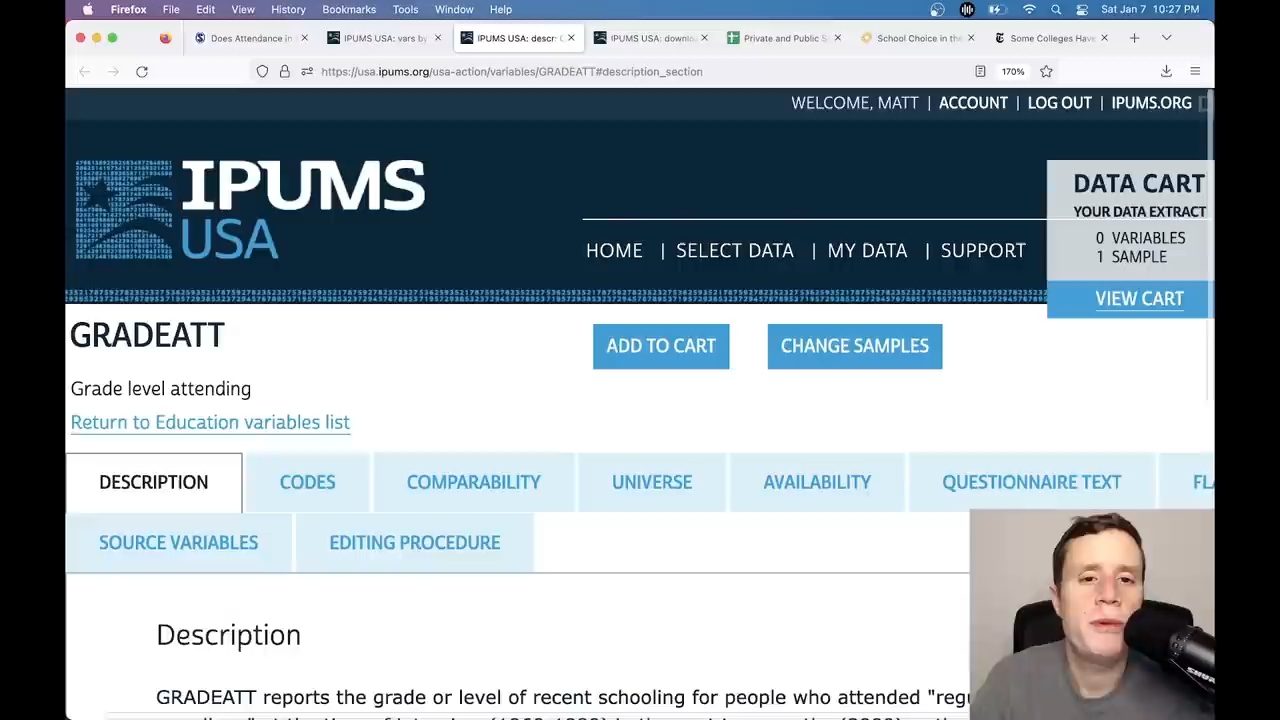 Firefox File Edit View History Bookmarks Tools Window Help Sat Jan 7 10:27 PM
Does Attendance in IPUMS USA: vars by IPUMS USA: descr: IPUMS USA: downlo Private and Public S School Choice in the Some Colleges Have
https://usa.ipums.org/usa-action/variables/GRADEATT#description_section 170%
WELCOME, MATT | ACCOUNT | LOG OUT | IPUMS.ORG
IPUMS
USA
DATA CART
YOUR DATA EXTRACT
0 VARIABLES
1 SAMPLE
VIEW CART
HOME | SELECT DATA | MY DATA | SUPPORT
GRADEATT
ADD TO CART CHANGE SAMPLES
Grade level attending
Return to Education variables list
DESCRIPTION CODES COMPARABILITY UNIVERSE AVAILABILITY QUESTIONNAIRE TEXT FLA
SOURCE VARIABLES EDITING PROCEDURE
Description
GRADEATT reports the grade or level of recent schooling for people who attended "regu
SHURE